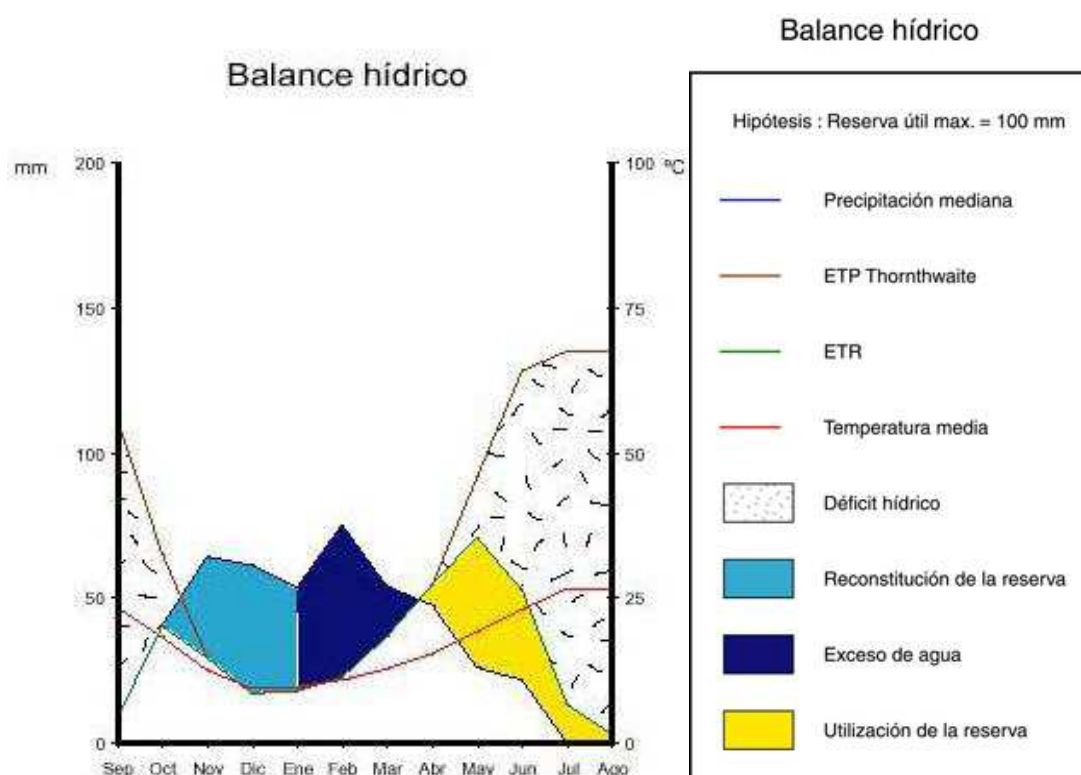 Balance hídrico
mm
200
150
100
50
0
100 ºC
75
50
25
0
Sep Oct Nov Dic Ene Feb Mar Abr May Jun Jul Ago
Balance hídrico
Hipótesis : Reserva útil max. = 100 mm
Precipitación mediana
ETP Thornthwaite
ETR
Temperatura media
Déficit hídrico
Reconstitución de la reserva
Exceso de agua
Utilización de la reserva